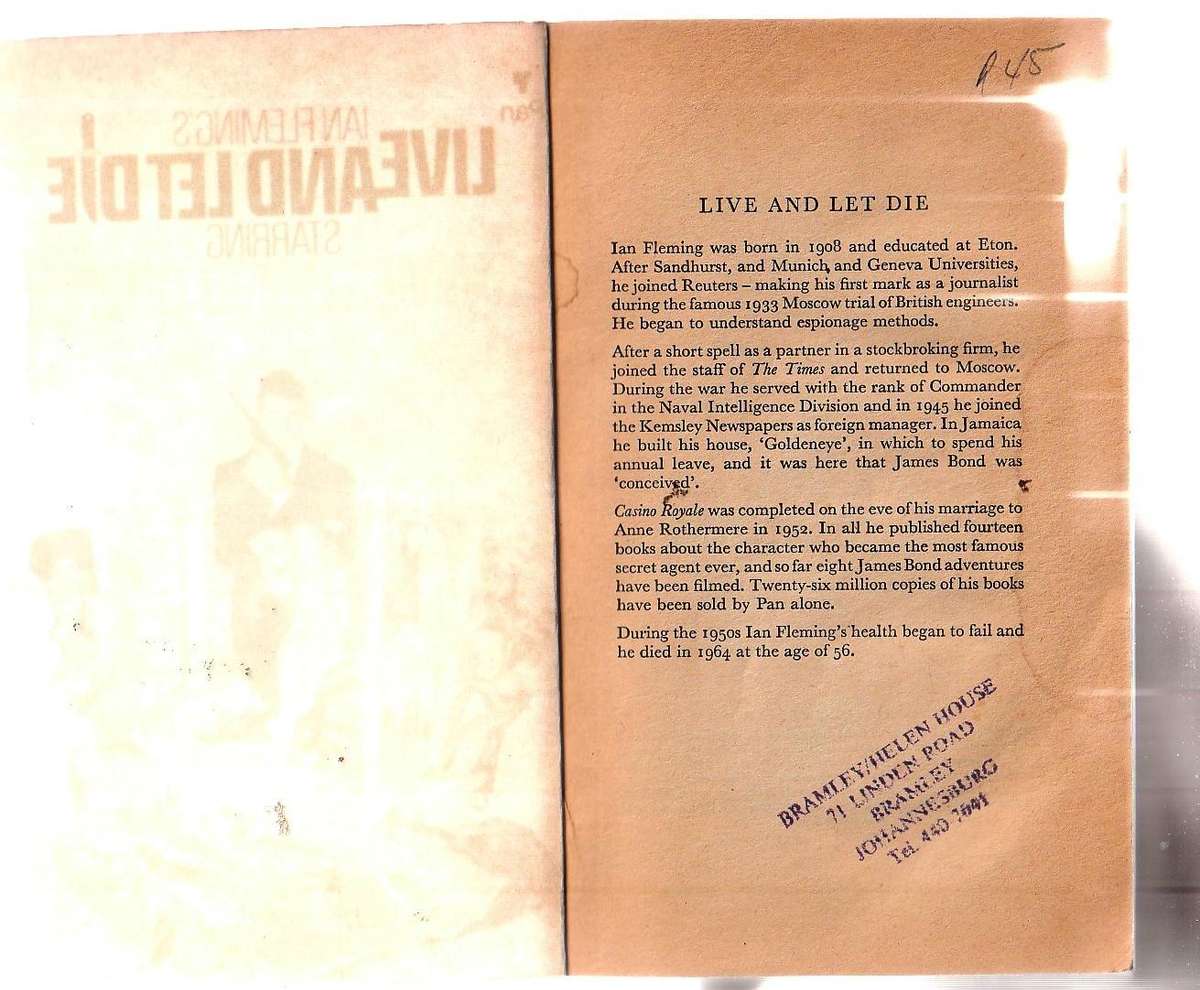 Pan
IAN FLEMING'S
LIVE AND LET DIE
STARRING
R45
LIVE AND LET DIE
Ian Fleming was born in 1908 and educated at Eton.
After Sandhurst, and Munich, and Geneva Universities,
he joined Reuters – making his first mark as a journalist
during the famous 1933 Moscow trial of British engineers.
He began to understand espionage methods.
After a short spell as a partner in a stockbroking firm, he
joined the staff of The Times and returned to Moscow.
During the war he served with the rank of Commander
in the Naval Intelligence Division and in 1945 he joined
the Kemsley Newspapers as foreign manager. In Jamaica
he built his house, ‘Goldeneye’, in which to spend his
annual leave, and it was here that James Bond was
‘conceived’.
Casino Royale was completed on the eve of his marriage to
Anne Rothermere in 1952. In all he published fourteen
books about the character who became the most famous
secret agent ever, and so far eight James Bond adventures
have been filmed. Twenty-six million copies of his books
have been sold by Pan alone.
During the 1950s Ian Fleming's health began to fail and
he died in 1964 at the age of 56.
BRAMLEY/HELEN HOUSE
71 LINDEN ROAD
BRAMLEY
JOHANNESBURG
Tel. 440